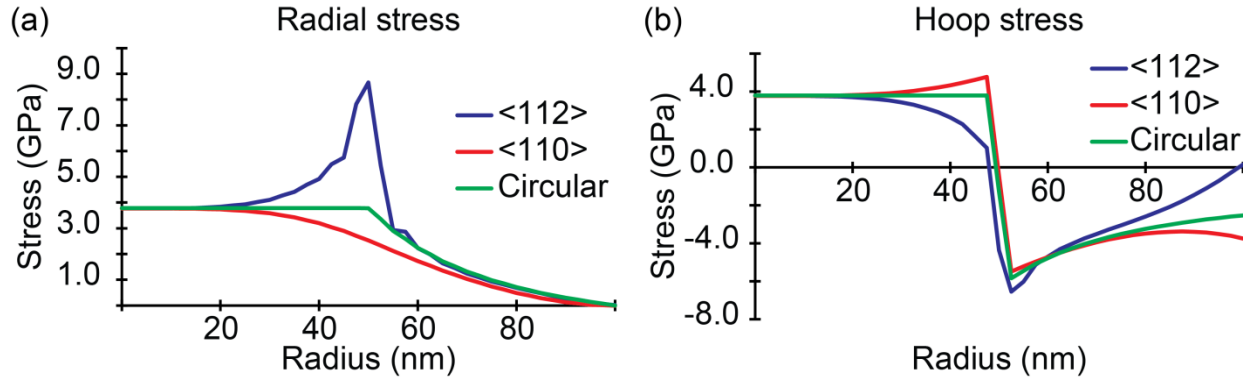 (a) Radial stress
Stress (GPa)
9.0
7.0
5.0
3.0
1.0
<112>
<110>
Circular
20 40 60 80
Radius (nm)
(b) Hoop stress
Stress (GPa)
4.0
0.0
-4.0
-8.0
<112>
<110>
Circular
20 40 60 80
Radius (nm)